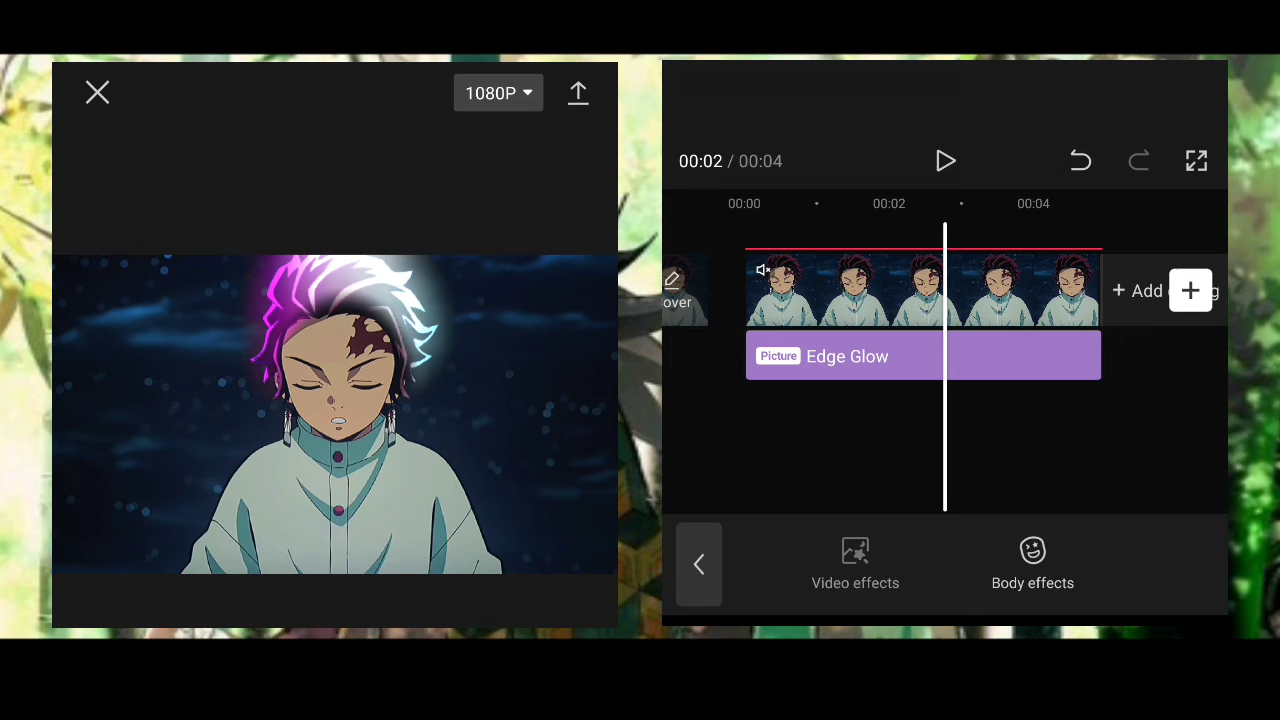 1080P
00:02 / 00:04
00:00
00:02
00:04
over
+ Add
g
Picture Edge Glow
Video effects
Body effects